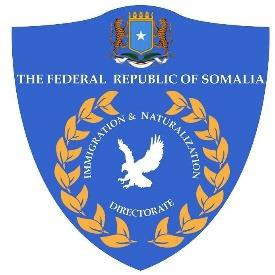 THE FEDERAL REPUBLIC OF SOMALIA
IMMIGRATION & NATURALIZATION
DIRECTORATE